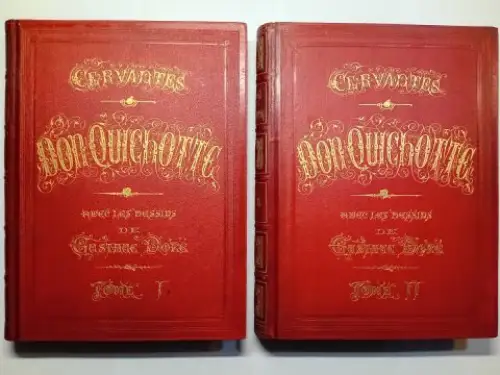 CERVANTES
DON QUICHOTTE
AVEC LES DESSINS
DE
GUSTAVE DORÉ
TOME I.
CERVANTES
DON QUICHOTTE
AVEC LES DESSINS
DE
GUSTAVE DORÉ
TOME II